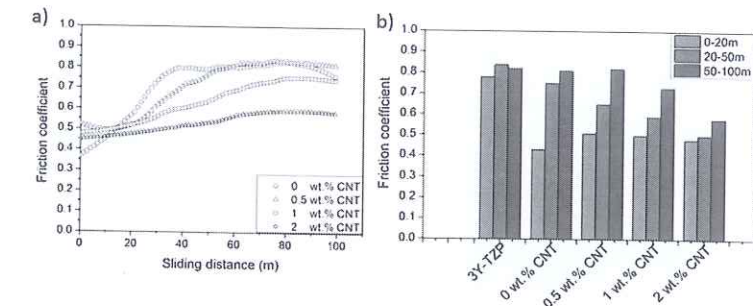 a)
1.0
0.9
0.8
0.7
0.6
0.5
0.4
0.3
0.2
0.1
0.0
Friction coefficient
0 20 40 60 80 100
Sliding distance (m)
0 wt.% CNT
0.5 wt.% CNT
1 wt.% CNT
2 wt.% CNT
b)
1.0
0.9
0.8
0.7
0.6
0.5
0.4
0.3
0.2
0.1
0.0
Friction coefficient
0-20m
20-50m
50-100m
3Y-TZP
0 wt.% CNT
0.5 wt.% CNT
1 wt.% CNT
2 wt.% CNT